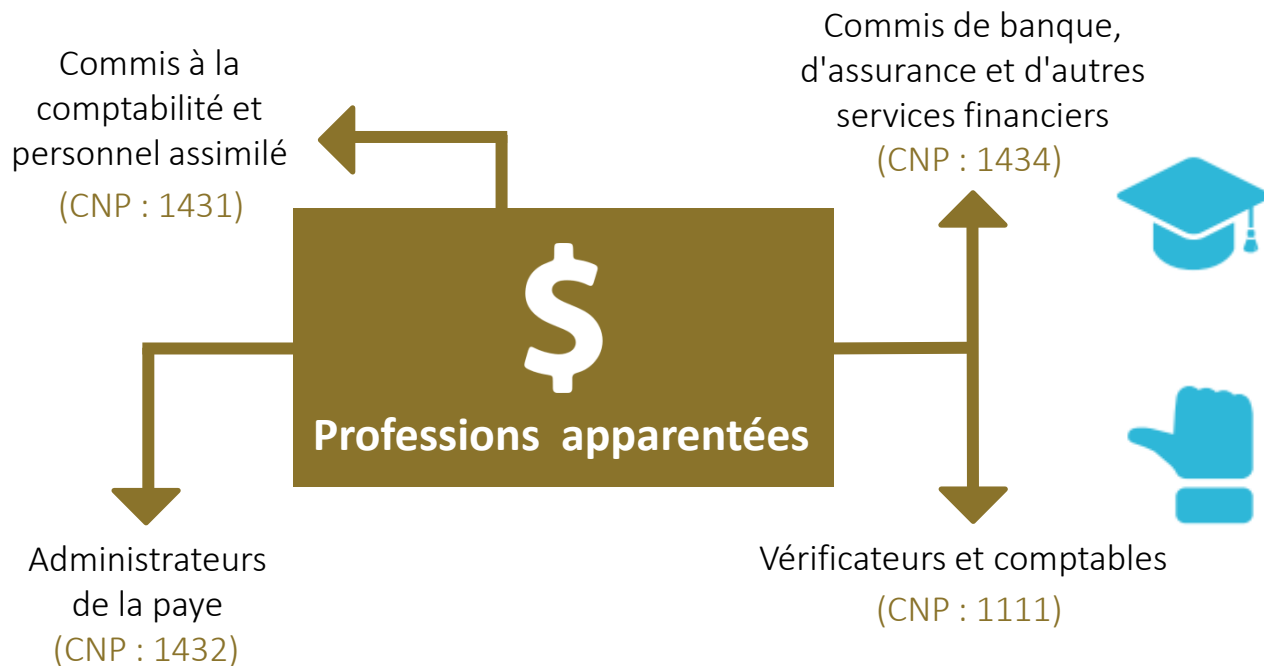 Commis à la
comptabilité et
personnel assimilé
(CNP : 1431)
Commis de banque,
d'assurance et d'autres
services financiers
(CNP : 1434)
$
Professions apparentées
Administrateurs
de la paye
(CNP : 1432)
Vérificateurs et comptables
(CNP : 1111)